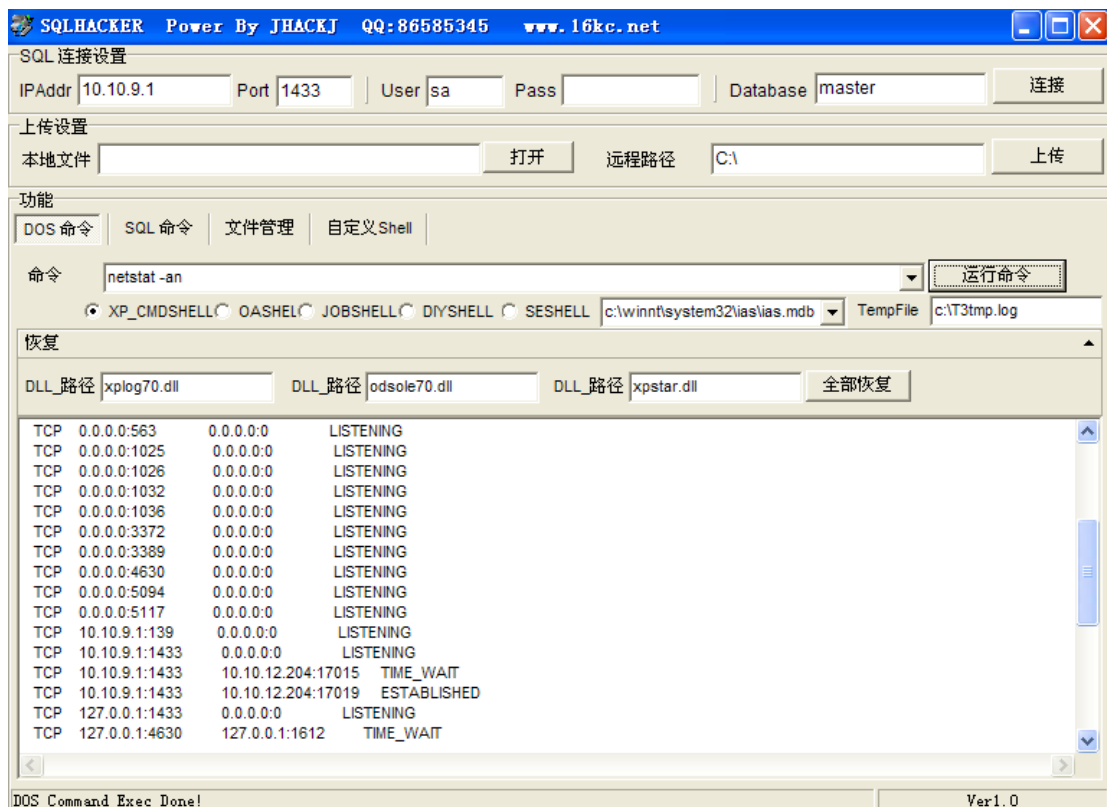 SQLHACKER Power By JHACKJ QQ:86585345 www.16kc.net
SQL 连接设置
IPAddr 10.10.9.1 Port 1433 User sa Pass Database master 连接
上传设置
本地文件 打开 远程路径 C:\ 上传
功能
DOS 命令 SQL 命令 文件管理 自定义Shell
命令 netstat -an 运行命令
XP_CMDSHELL OASHEL JOBSHELL DIYSHELL SESHELL c:\winnt\system32\ias\ias.mdb TempFile c:\T3tmp.log
恢复
DLL_路径 xplog70.dll DLL_路径 odsole70.dll DLL_路径 xpstar.dll 全部恢复
TCP 0.0.0.0:563 0.0.0.0:0 LISTENING
TCP 0.0.0.0:1025 0.0.0.0:0 LISTENING
TCP 0.0.0.0:1026 0.0.0.0:0 LISTENING
TCP 0.0.0.0:1032 0.0.0.0:0 LISTENING
TCP 0.0.0.0:1036 0.0.0.0:0 LISTENING
TCP 0.0.0.0:3372 0.0.0.0:0 LISTENING
TCP 0.0.0.0:3389 0.0.0.0:0 LISTENING
TCP 0.0.0.0:4630 0.0.0.0:0 LISTENING
TCP 0.0.0.0:5094 0.0.0.0:0 LISTENING
TCP 0.0.0.0:5117 0.0.0.0:0 LISTENING
TCP 10.10.9.1:139 0.0.0.0:0 LISTENING
TCP 10.10.9.1:1433 0.0.0.0:0 LISTENING
TCP 10.10.9.1:1433 10.10.12.204:17015 TIME_WAIT
TCP 10.10.9.1:1433 10.10.12.204:17019 ESTABLISHED
TCP 127.0.0.1:1433 0.0.0.0:0 LISTENING
TCP 127.0.0.1:4630 127.0.0.1:1612 TIME_WAIT
DOS Command Exec Done! Ver1.0